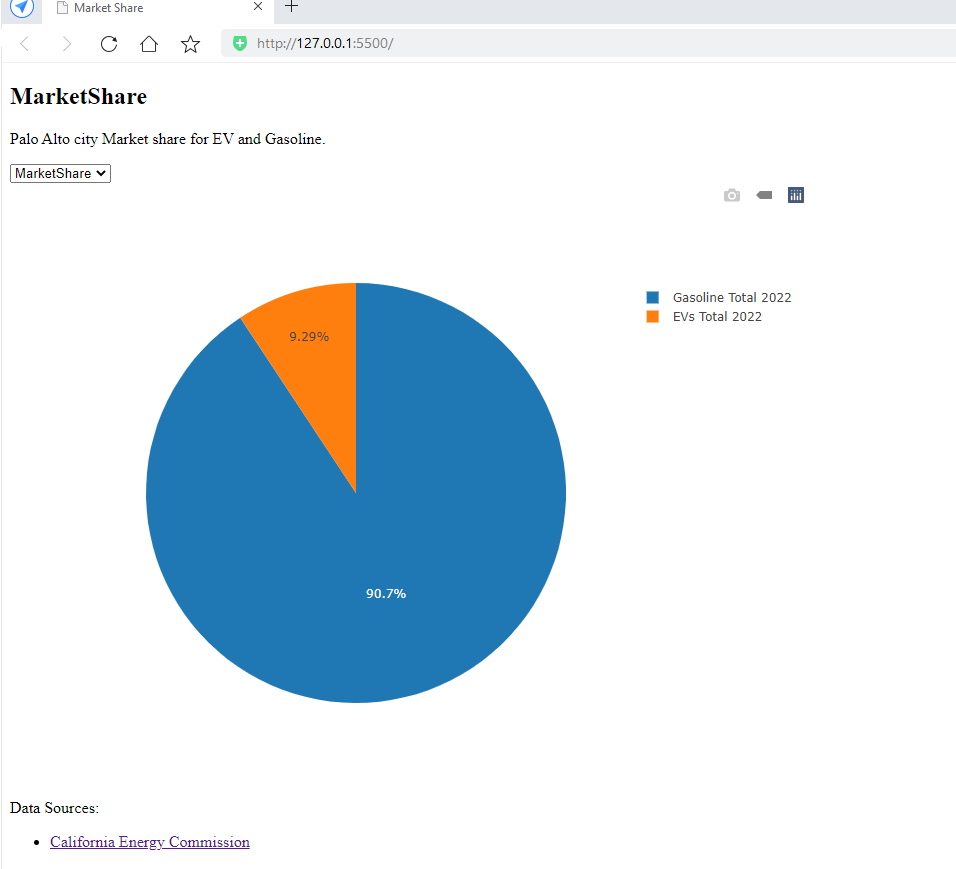 Market Share
http://127.0.0.1:5500/
MarketShare
Palo Alto city Market share for EV and Gasoline.
MarketShare
Gasoline Total 2022
EVs Total 2022
9.29%
90.7%
Data Sources:
California Energy Commission